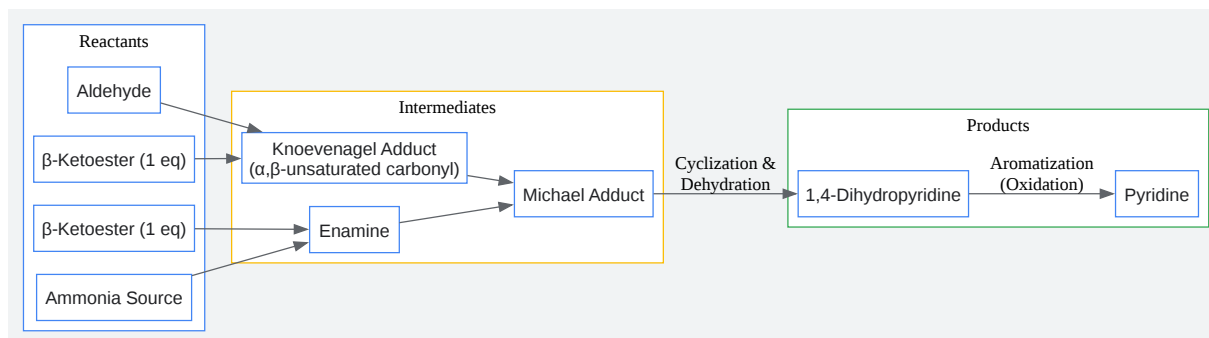 Reactants
Aldehyde
β-Ketoester (1 eq)
β-Ketoester (1 eq)
Ammonia Source
Intermediates
Knoevenagel Adduct
(α,β-unsaturated carbonyl)
Enamine
Michael Adduct
Cyclization &
Dehydration
Products
1,4-Dihydropyridine
Aromatization
(Oxidation)
Pyridine